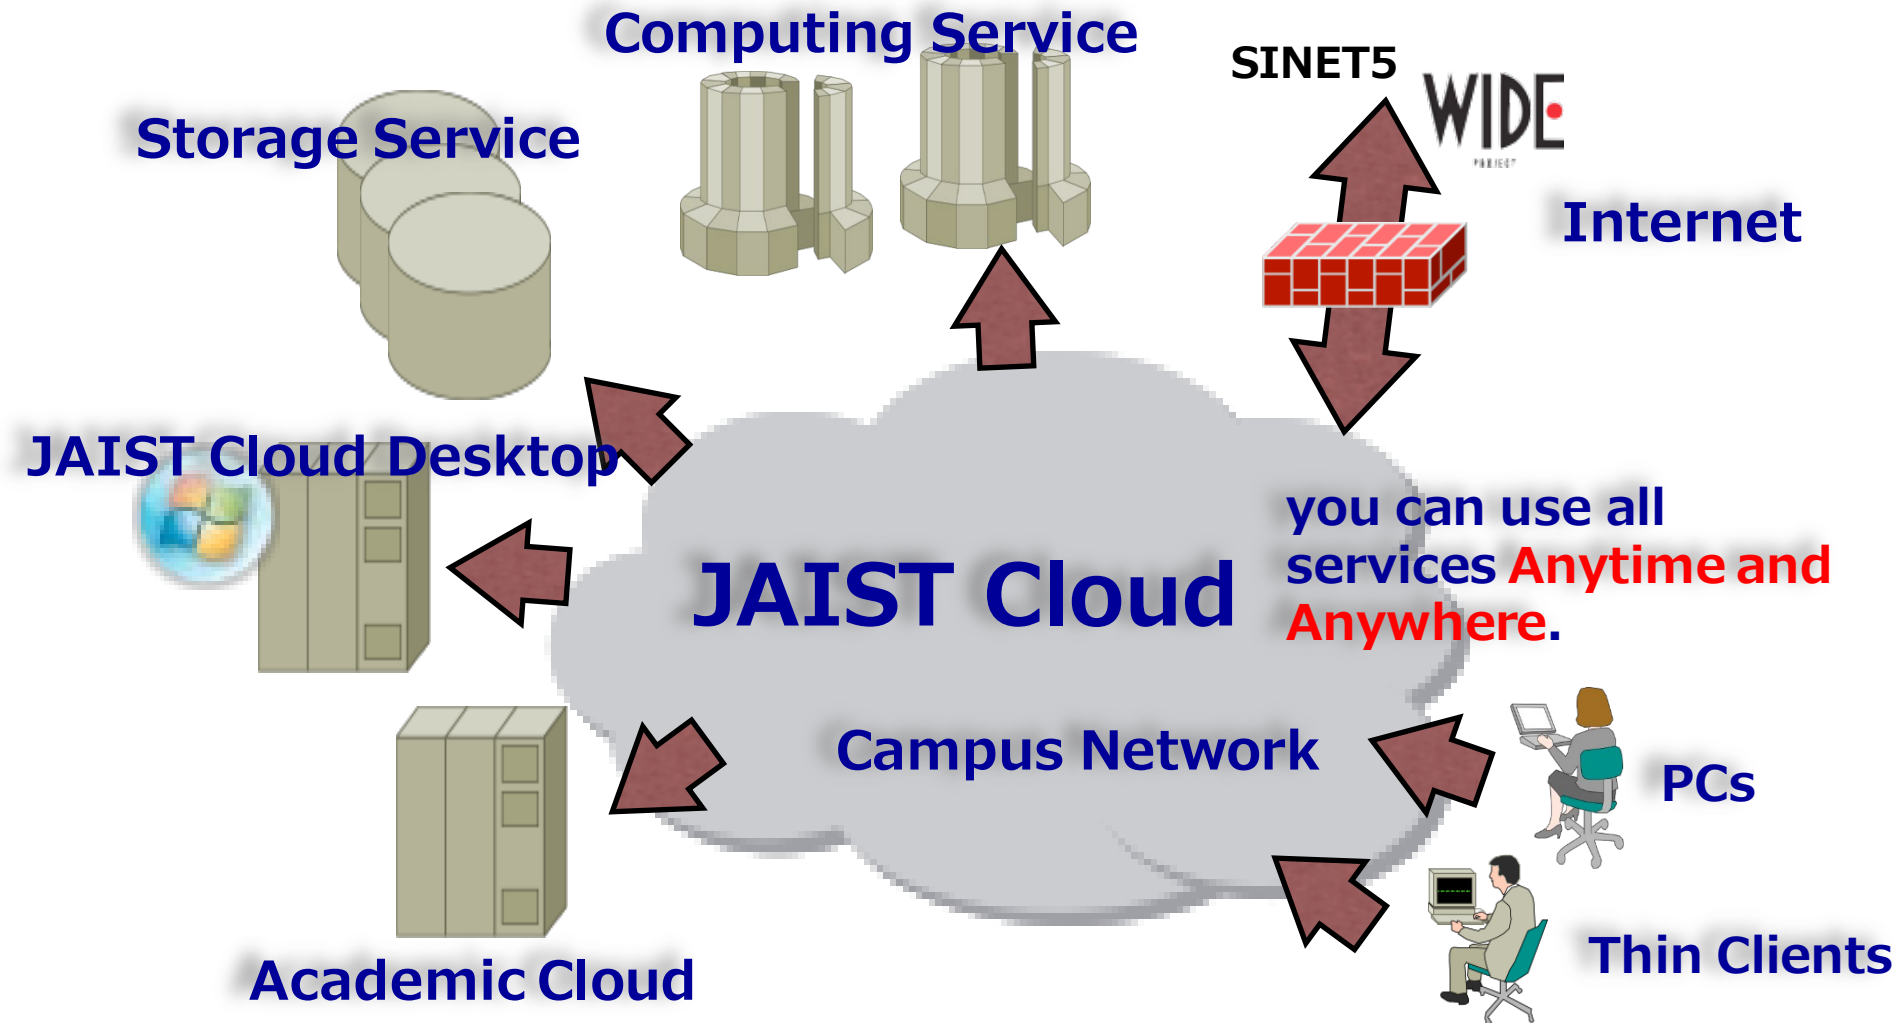 Computing Service
SINET5
WIDE
PROJECT
Storage Service
Internet
JAIST Cloud Desktop
you can use all
services Anytime and
Anywhere.
JAIST Cloud
Campus Network
PCs
Thin Clients
Academic Cloud